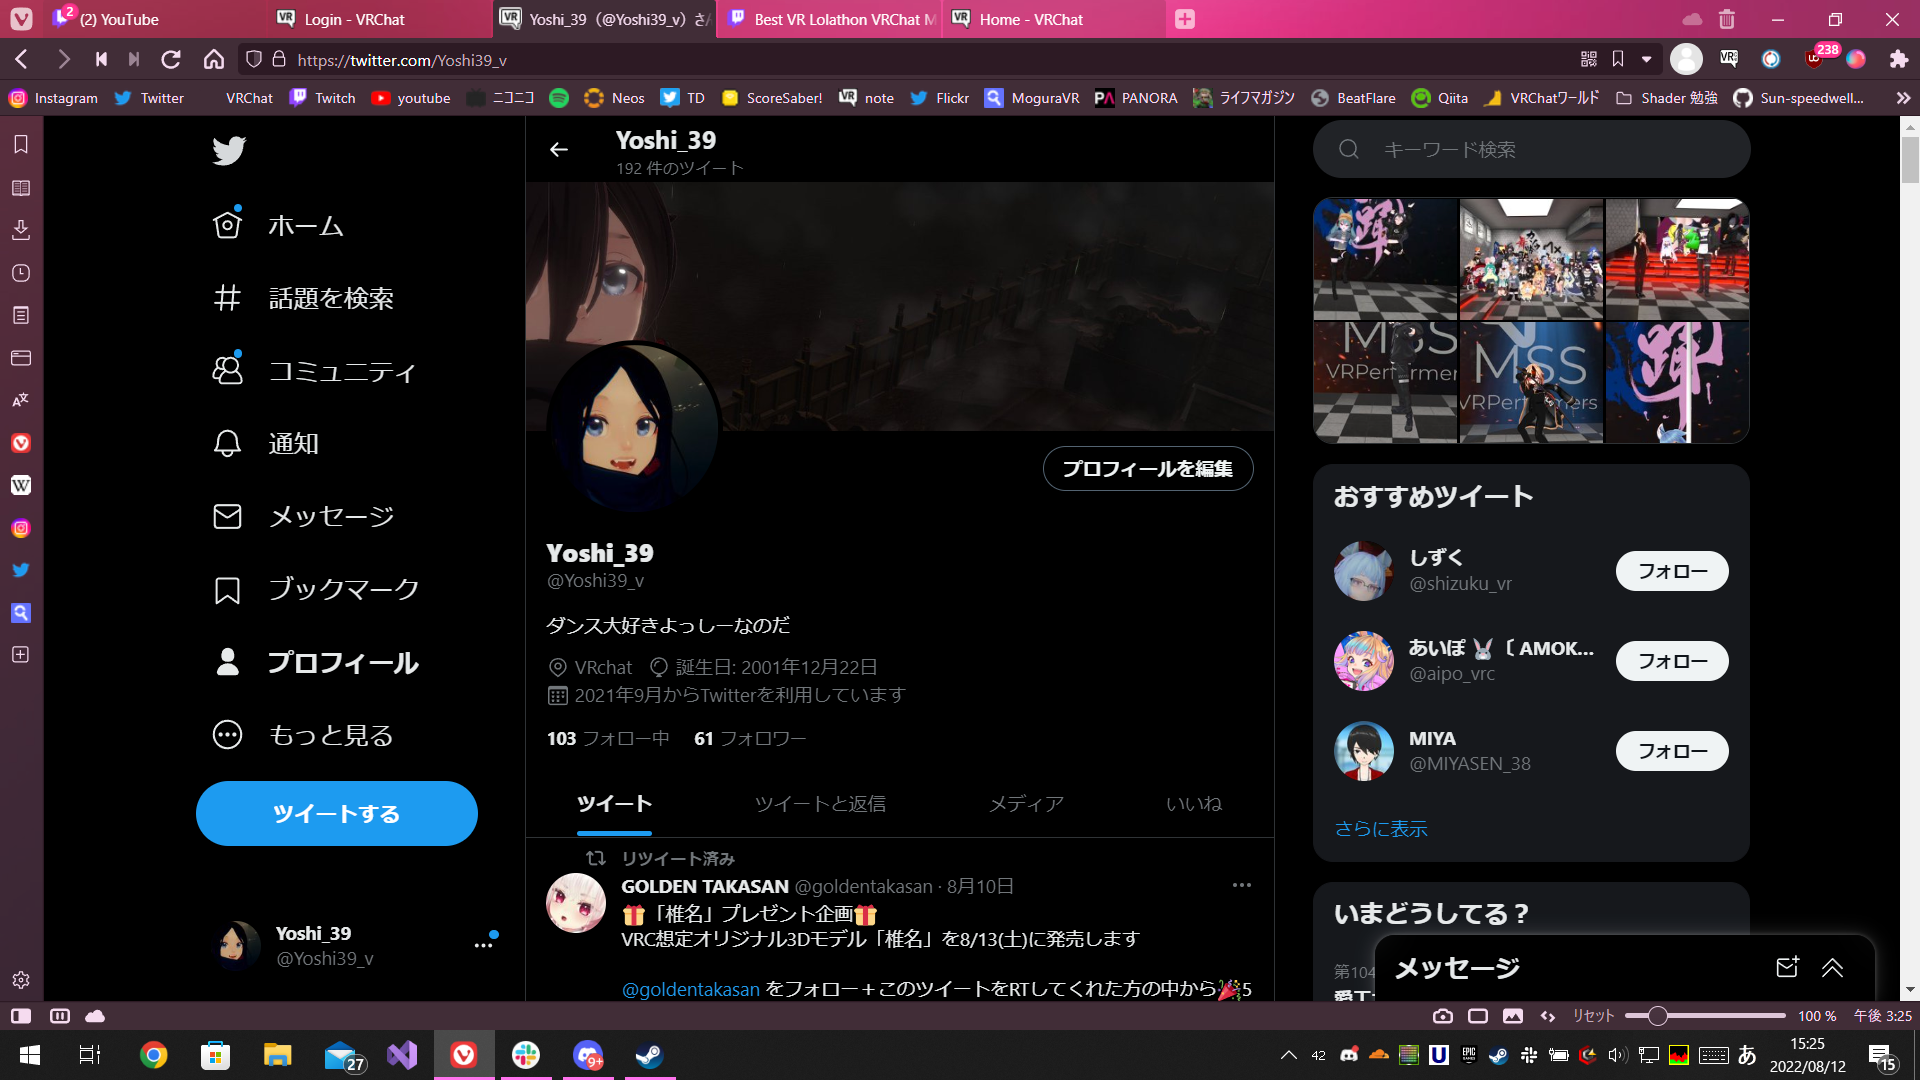 (2) YouTube
2
Login - VRChat
Yoshi_39（@Yoshi39_v）さん
Best VR Lolathon VRChat M
Home - VRChat
https://twitter.com/Yoshi39_v
238
Instagram
Twitter
VRChat
Twitch
youtube
ニコニコ
Neos
TD
ScoreSaber!
note
Flickr
MoguraVR
PANORA
ライフマガジン
BeatFlare
Qiita
VRChatワールド
Shader 勉強
Sun-speedwell...
ホーム
話題を検索
コミュニティ
通知
メッセージ
ブックマーク
プロフィール
もっと見る
ツイートする
Yoshi_39
@Yoshi39_v
Yoshi_39
192 件のツイート
プロフィールを編集
Yoshi_39
@Yoshi39_v
ダンス大好きよっしーなのだ
VRchat 誕生日: 2001年12月22日
2021年9月からTwitterを利用しています
103 フォロー中 61 フォロワー
ツイート
ツイートと返信
メディア
いいね
リツイート済み
GOLDEN TAKASAN @goldentakasan · 8月10日
🎁「椎名」プレゼント企画🎁
VRC想定オリジナル3Dモデル「椎名」を8/13(土)に発売します
@goldentakasan をフォロー＋このツイートをRTしてくれた方の中から🎉5
キーワード検索
MSS
VRPerformers
MSS
VRPerformers
おすすめツイート
しずく
@shizuku_vr
フォロー
あいぽ 🐰〔 AMOK...
@aipo_vrc
フォロー
MIYA
@MIYASEN_38
フォロー
さらに表示
いまどうしてる？
第104
メッセージ
リセット
100 %
午後 3:25
27
9+
42
あ
15:25
2022/08/12
15